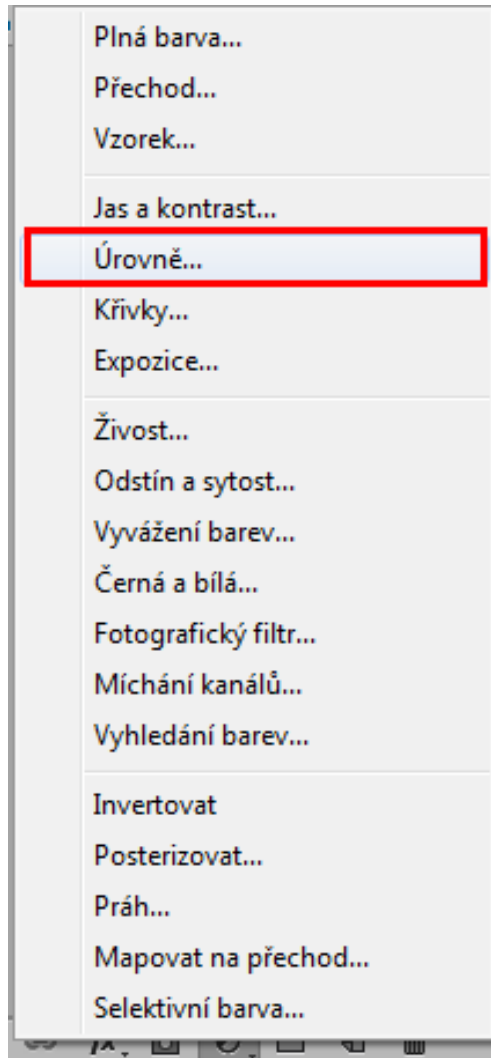 Plná barva...
Přechod...
Vzorek...
Jas a kontrast...
Úrovně...
Křivky...
Expozice...
Živost...
Odstín a sytost...
Vyvážení barev...
Černá a bílá...
Fotografický filtr...
Míchání kanálů...
Vyhledání barev...
Invertovat
Posterizovat...
Práh...
Mapovat na přechod...
Selektivní barva...